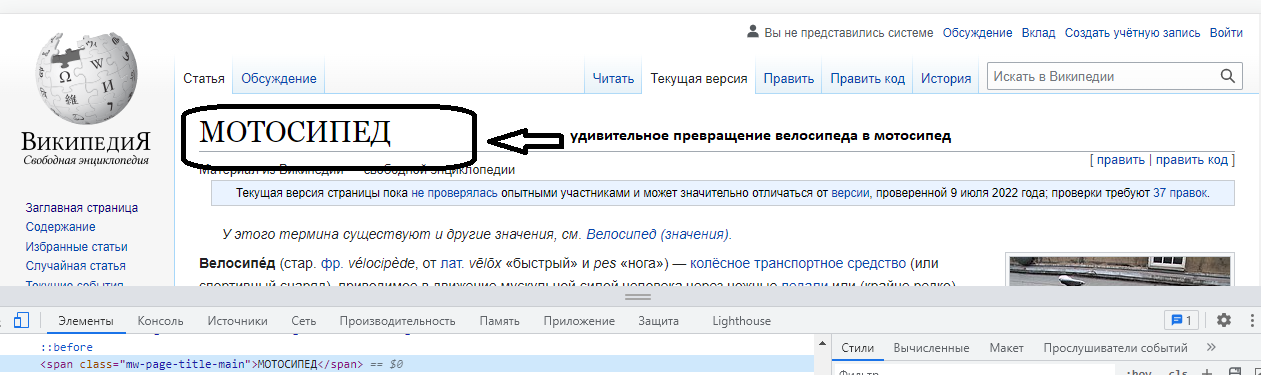 Вы не представились системе Обсуждение Вклад Создать учётную запись Войти
Статья Обсуждение Читать Текущая версия Править Править код История Искать в Википедии
ВИКИПЕДИЯ
Свободная энциклопедия
МОТОСИПЕД
удивительное превращение велосипеда в мотосипед
[ править | править код ]
Материал из Википедии — свободной энциклопедии
Текущая версия страницы пока не проверялась опытными участниками и может значительно отличаться от версии, проверенной 9 июля 2022 года; проверки требуют 37 правок.
Заглавная страница
Содержание
Избранные статьи
Случайная статья
Текущие события
У этого термина существуют и другие значения, см. Велосипед (значения).
Велосипе́д (стар. фр. vélocipède, от лат. vēlōx «быстрый» и pes «нога») — колёсное транспортное средство (или
спортивный снаряд), приводимое в движение мускульной силой человека через ножные педали или (крайне редко)
Элементы Консоль Источники Сеть Производительность Память Приложение Защита Lighthouse 1
::before
<span class="mw-page-title-main">МОТОСИПЕД</span> == $0
Стили Вычисленные Макет Прослушиватели событий »
Фильтр :hov .cls +